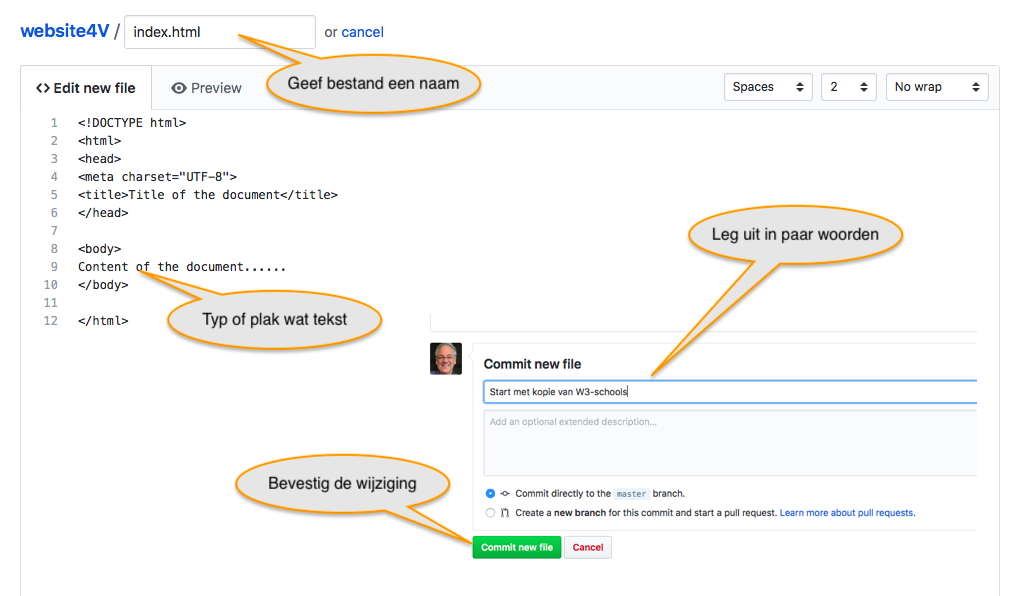 website4V / index.html or cancel
Geef bestand een naam
<> Edit new file Preview Spaces 2 No wrap
1 <!DOCTYPE html>
2 <html>
3 <head>
4 <meta charset="UTF-8">
5 <title>Title of the document</title>
6 </head>
7
8 <body>
9 Content of the document......
10 </body>
11
12 </html>
Typ of plak wat tekst
Leg uit in paar woorden
Commit new file
Start met kopie van W3-schools
Add an optional extended description...
Bevestig de wijziging
Commit directly to the master branch.
Create a new branch for this commit and start a pull request. Learn more about pull requests.
Commit new file Cancel